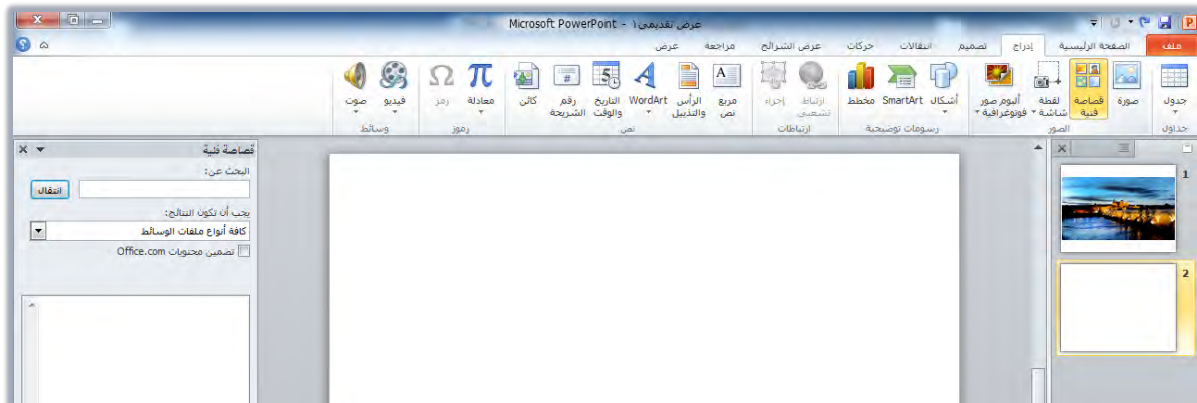 عرض تقديمي١ - Microsoft PowerPoint
ملف الصفحة الرئيسية إدراج تصميم انتقالات حركات عرض الشرائح مراجعة عرض
جدول
صورة
قصاصة فنية
لقطة شاشة
ألبوم صور فوتوغرافية
أشكال
SmartArt
مخطط
ارتباط تشعبي
إجراء
مربع نص
الرأس والتذييل
WordArt
التاريخ والوقت
رقم الشريحة
كائن
معادلة
رمز
فيديو
صوت
جداول
الصور
رسومات توضيحية
ارتباطات
نص
رموز
وسائط
1
2
قصاصة فنية
البحث عن:
انتقال
يجب أن تكون النتائج:
كافة أنواع ملفات الوسائط
تضمين محتويات Office.com